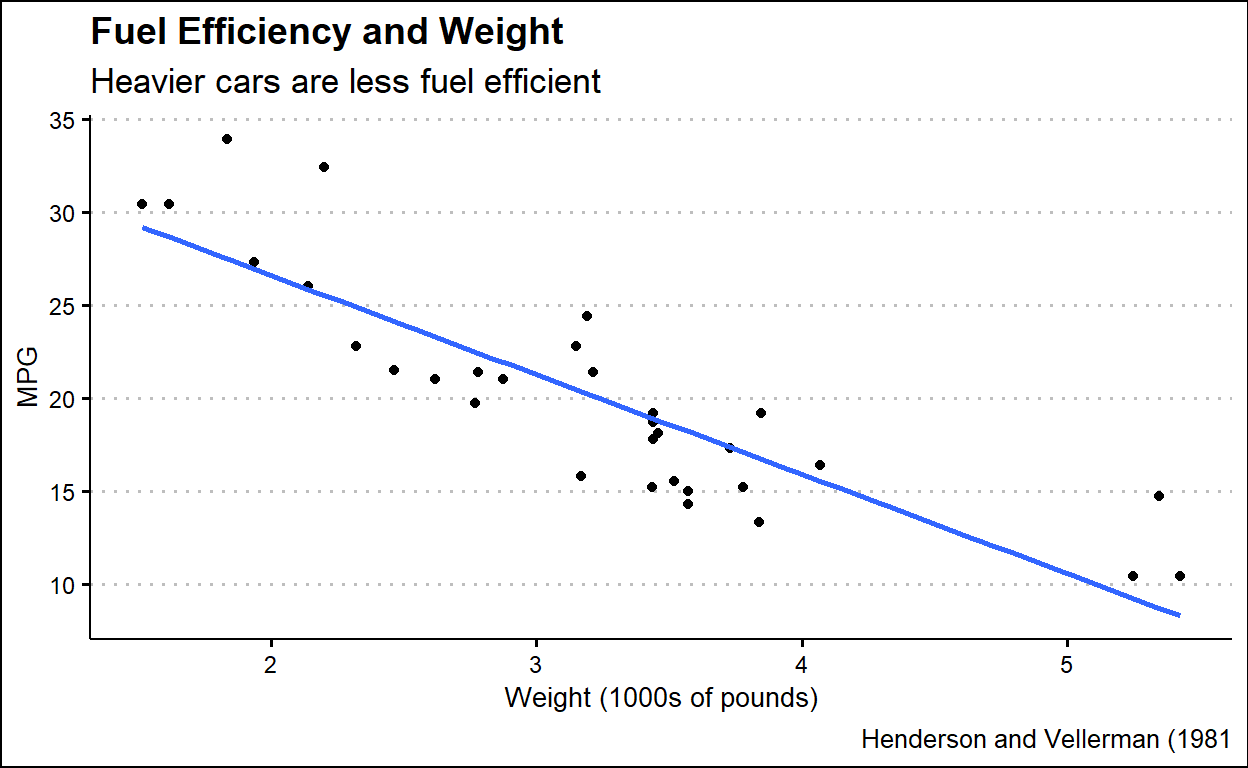 Fuel Efficiency and Weight
Heavier cars are less fuel efficient
35
30
25
20
15
10
MPG
2 3 4 5
Weight (1000s of pounds)
Henderson and Vellerman (1981